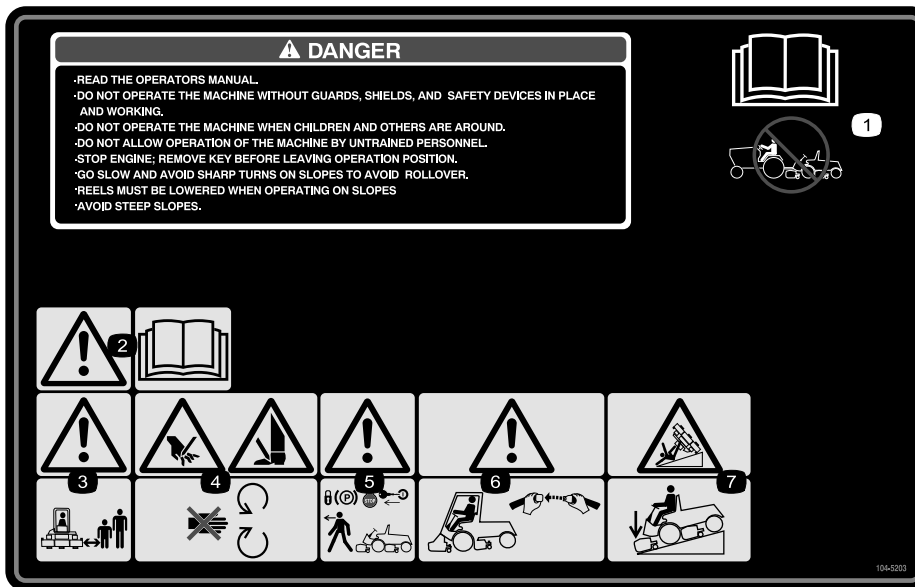 DANGER
·READ THE OPERATORS MANUAL.
·DO NOT OPERATE THE MACHINE WITHOUT GUARDS, SHIELDS, AND SAFETY DEVICES IN PLACE
AND WORKING.
·DO NOT OPERATE THE MACHINE WHEN CHILDREN AND OTHERS ARE AROUND.
·DO NOT ALLOW OPERATION OF THE MACHINE BY UNTRAINED PERSONNEL.
·STOP ENGINE; REMOVE KEY BEFORE LEAVING OPERATION POSITION.
·GO SLOW AND AVOID SHARP TURNS ON SLOPES TO AVOID ROLLOVER.
·REELS MUST BE LOWERED WHEN OPERATING ON SLOPES
·AVOID STEEP SLOPES.
1
2
3
4
5
6
7
(P)
STOP
104-5203